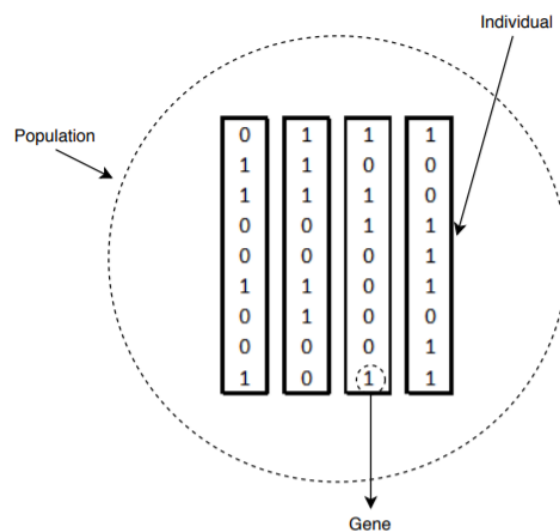 Individual
Population
0 1 1 1
1 1 0 0
1 1 1 0
0 0 1 1
0 0 0 1
1 1 0 1
0 1 0 0
0 0 0 1
1 0 1 1
Gene